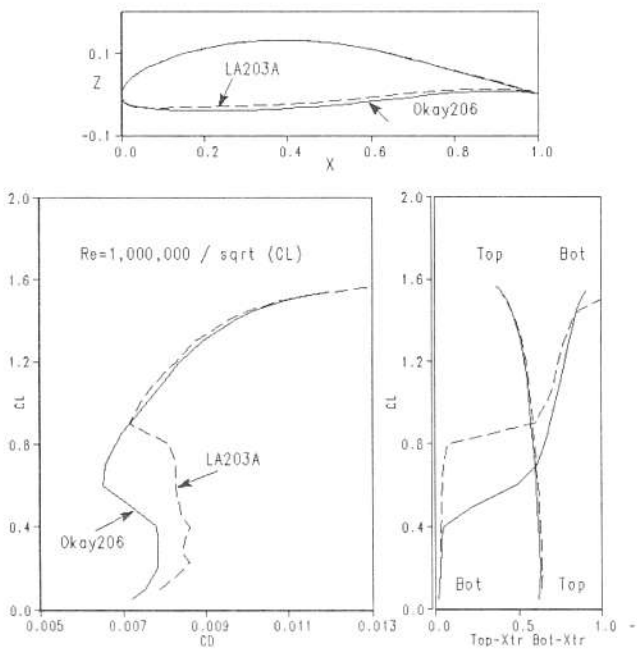 0.1
Z
LA203A
Okay206
-0.1
0.0 0.2 0.4 0.6 0.8 1.0
X
2.0 2.0
Re=1,000,000 / sqrt (CL) Top Bot
1.6 1.6
1.2 1.2
CL CL
0.8 0.8
LA203A
0.4 0.4
Okay206
Bot Top
0.0 0.0
0.005 0.007 0.009 0.011 0.013 0.0 0.5 1.0
CD Top-Xtr Bot-Xtr